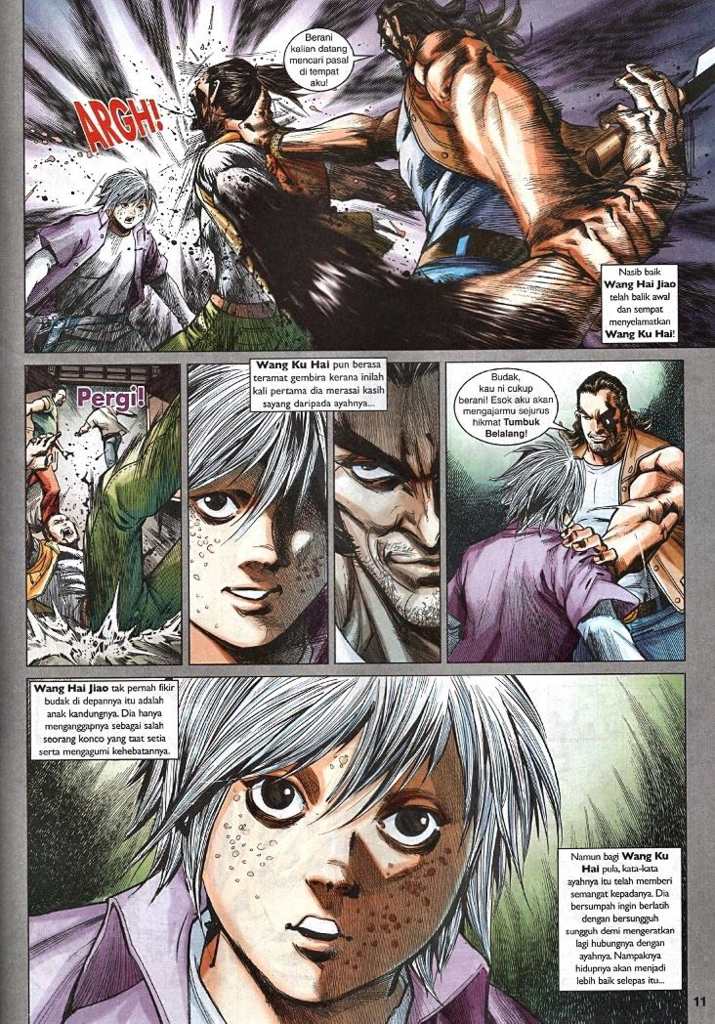 Berani
kalian datang
mencari pasal
di tempat
aku!
ARGH!
Nasib baik
Wang Hai Jiao
telah balik awal
dan sempat
menyelamatkan
Wang Ku Hai!
Pergi!
Wang Ku Hai pun berasa
teramat gembira kerana inilah
kali pertama dia merasai kasih
sayang daripada ayahnya...
Budak,
kau ni cukup
berani! Esok aku akan
mengajarmu sejurus
hikmat Tumbuk
Belalang!
Wang Hai Jiao tak pernah fikir
budak di depannya itu adalah
anak kandungnya. Dia hanya
menganggapnya sebagai salah
seorang konco yang taat setia
serta mengagumi kehebatannya.
Namun bagi Wang Ku
Hai pula, kata-kata
ayahnya itu telah memberi
semangat kepadanya. Dia
bersumpah ingin berlatih
dengan bersungguh
sungguh demi mengeratkan
lagi hubungnya dengan
ayahnya. Nampaknya
hidupnya akan menjadi
lebih baik selepas itu...
11